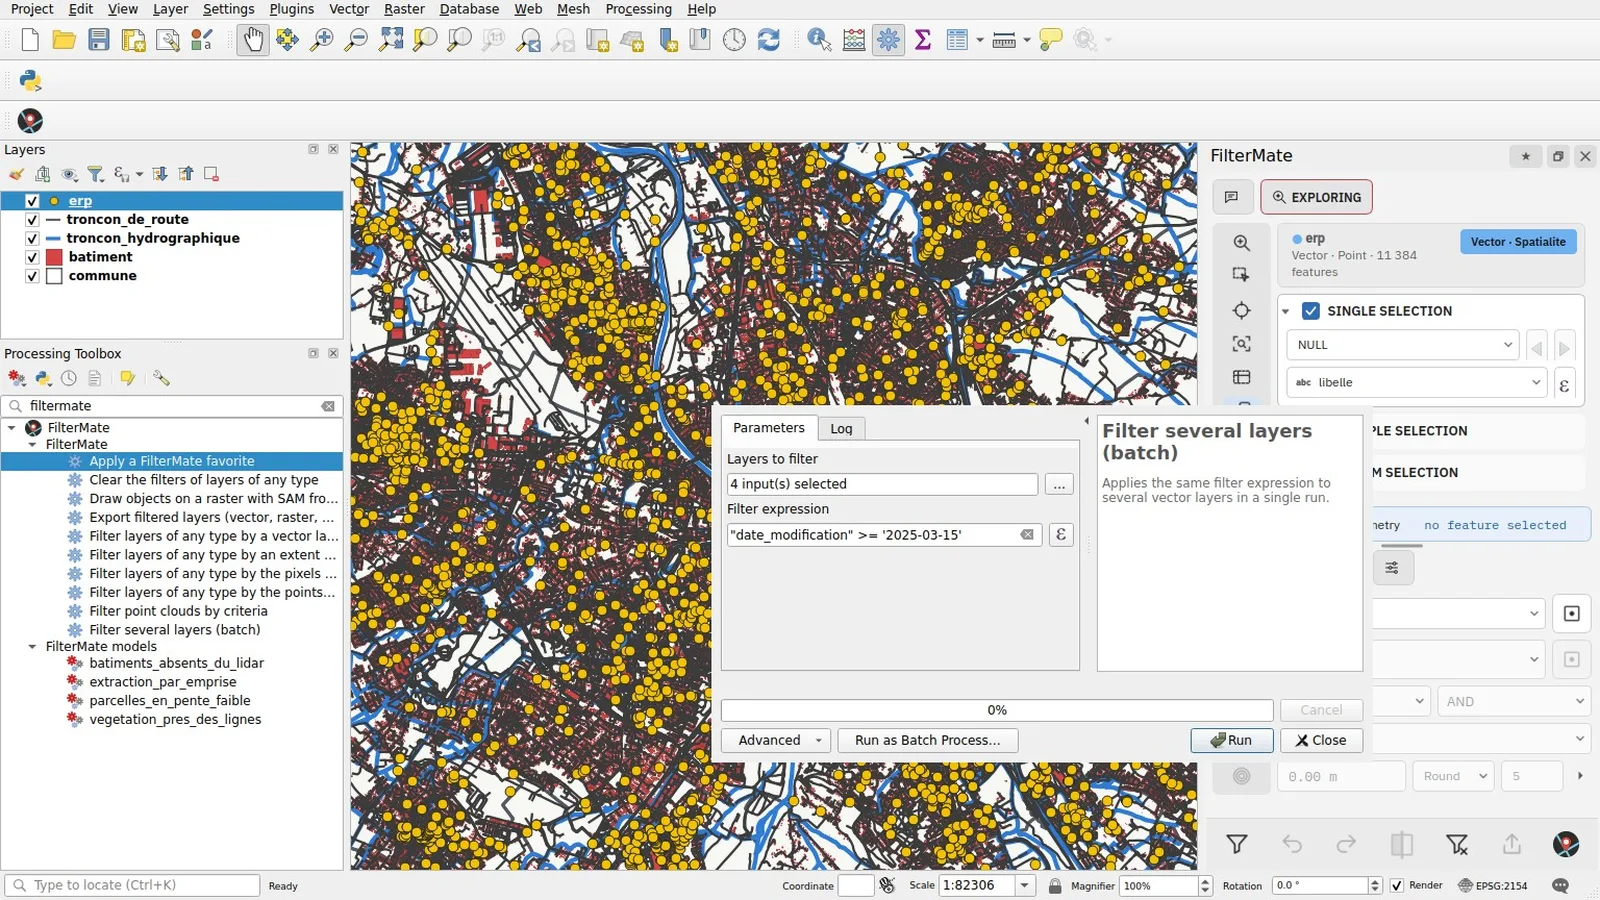 Project Edit View Layer Settings Plugins Vector Raster Database Web Mesh Processing Help
Layers
erp
troncon_de_route
troncon_hydrographique
batiment
commune
Processing Toolbox
filtermate
FilterMate
FilterMate
Apply a FilterMate favorite
Clear the filters of layers of any type
Draw objects on a raster with SAM fro...
Export filtered layers (vector, raster, ...
Filter layers of any type by a vector la...
Filter layers of any type by an extent ...
Filter layers of any type by the pixels ...
Filter layers of any type by the points...
Filter point clouds by criteria
Filter several layers (batch)
FilterMate models
batiments_absents_du_lidar
extraction_par_emprise
parcelles_en_pente_faible
vegetation_pres_des_lignes
Parameters Log
Layers to filter
4 input(s) selected
...
Filter expression
"date_modification" >= '2025-03-15'
ε
Filter several layers
(batch)
Applies the same filter expression to
several vector layers in a single run.
0%
Cancel
Advanced
Run as Batch Process...
Run
Close
FilterMate
EXPLORING
erp
Vector · Point · 11 384
features
Vector · Spatialite
SINGLE SELECTION
NULL
abc libelle
ε
PLE SELECTION
M SELECTION
netry no feature selected
AND
0.00 m
Round
5
Type to locate (Ctrl+K)
Ready
Coordinate
Scale 1:82306
Magnifier 100%
Rotation 0.0 °
Render
EPSG:2154